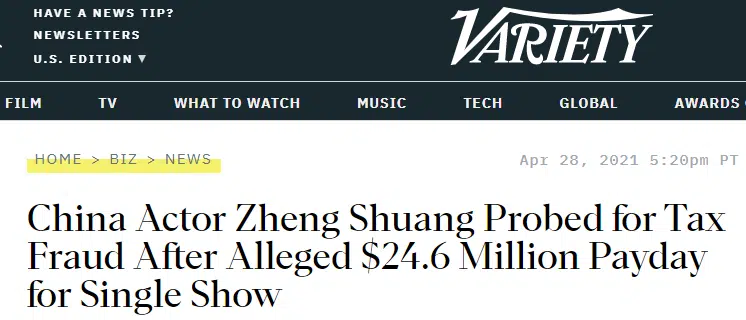 HAVE A NEWS TIP?
NEWSLETTERS
U.S. EDITION ▼
VARIETY
FILM TV WHAT TO WATCH MUSIC TECH GLOBAL AWARDS
HOME > BIZ > NEWS
Apr 28, 2021 5:20pm PT
China Actor Zheng Shuang Probed for Tax
Fraud After Alleged $24.6 Million Payday
for Single Show